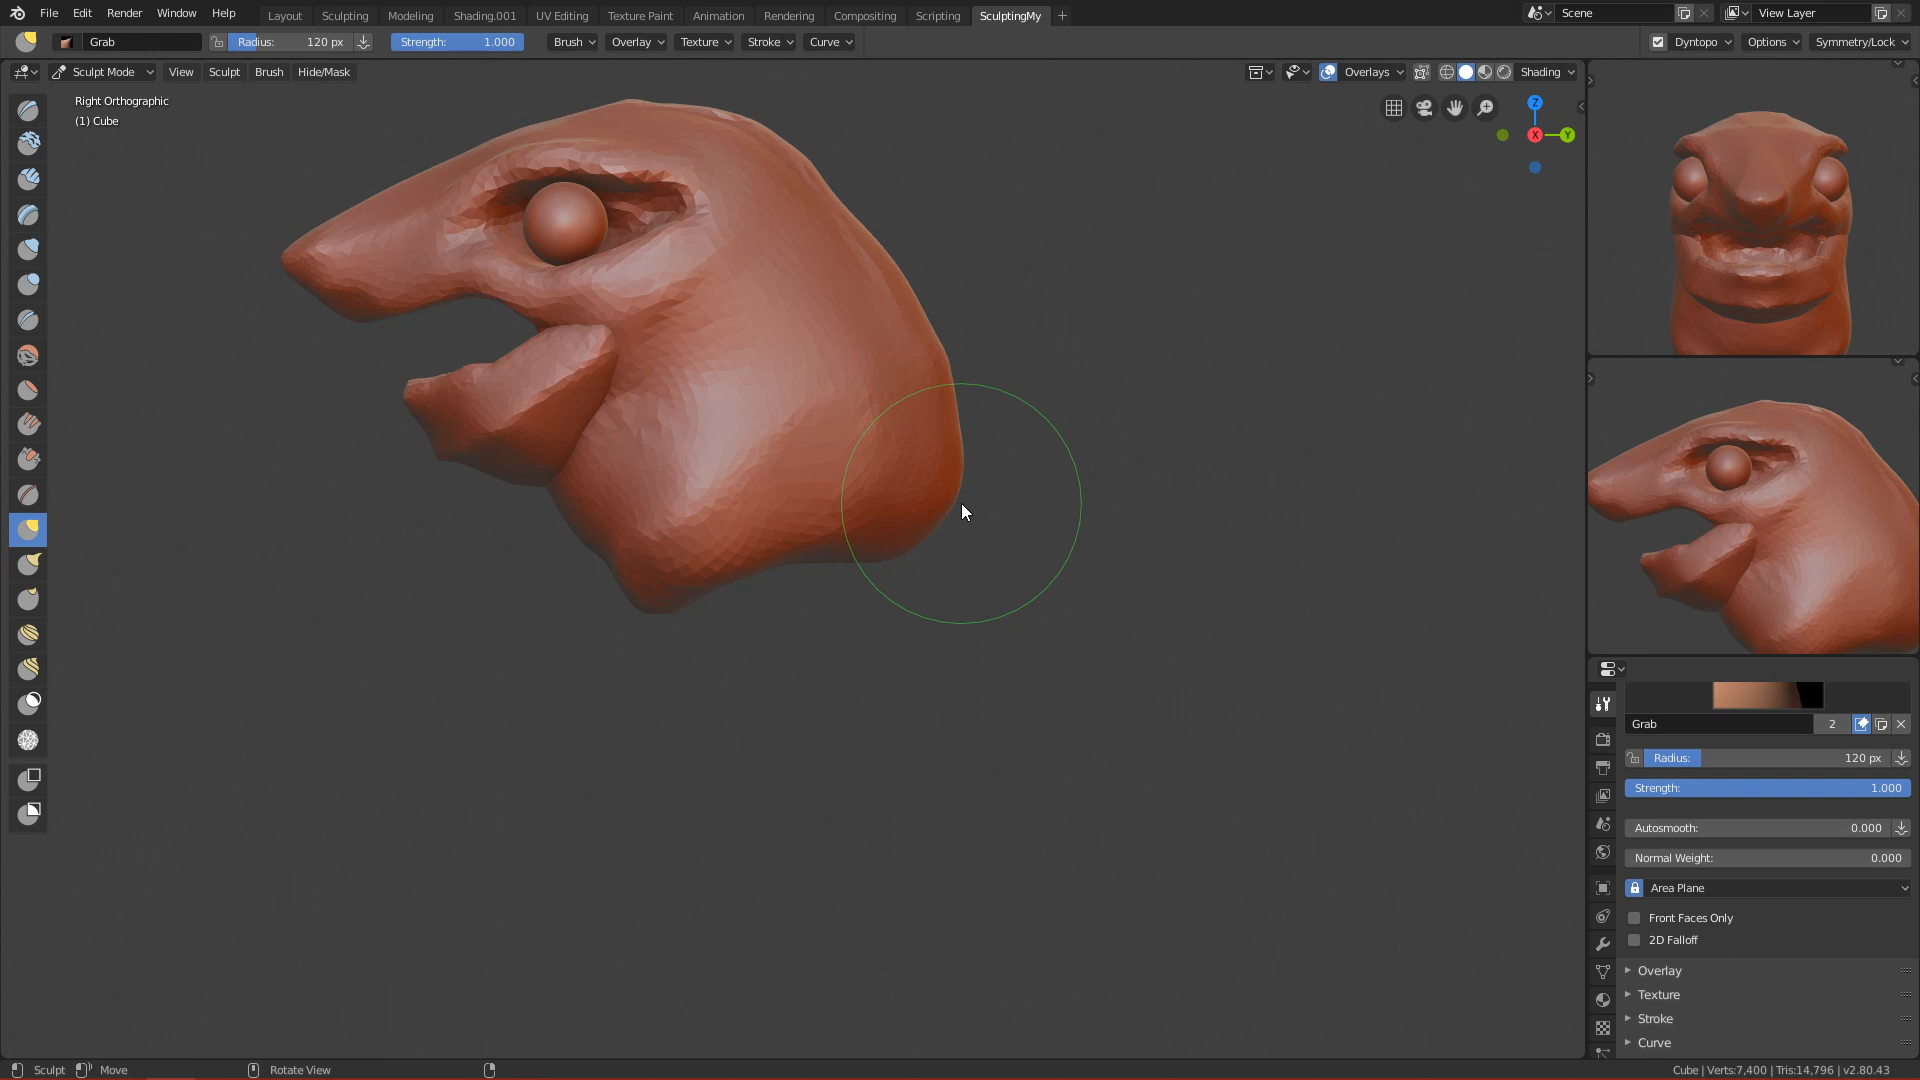 File Edit Render Window Help Layout Sculpting Modeling Shading.001 UV Editing Texture Paint Animation Rendering Compositing Scripting SculptingMy + Scene View Layer
Grab Radius: 120 px Strength: 1.000 Brush Overlay Texture Stroke Curve Dyntopo Options Symmetry/Lock
Sculpt Mode View Sculpt Brush Hide/Mask Overlays Shading
Right Orthographic
(1) Cube
Z
X
Y
Grab 2
Radius: 120 px
Strength: 1.000
Autosmooth: 0.000
Normal Weight: 0.000
Area Plane
Front Faces Only
2D Falloff
Overlay
Texture
Stroke
Curve
Sculpt Move Rotate View Cube | Verts:7,400 | Tris:14,796 | v2.80.43